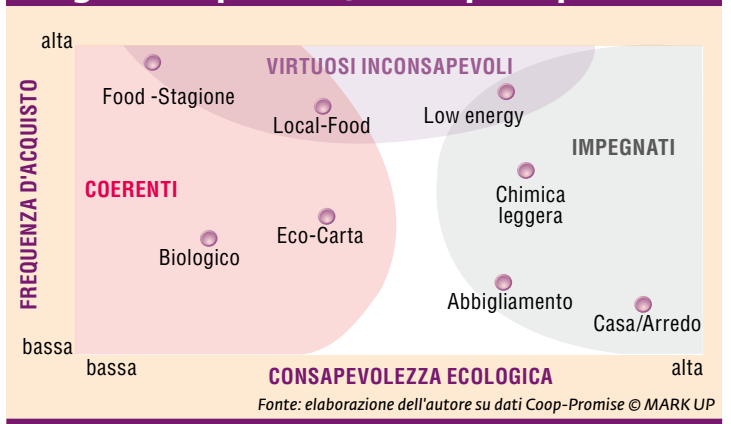 alta
VIRTUOSI INCONSAPEVOLI
Food -Stagione
Local-Food
Low energy
IMPEGNATI
COERENTI
Chimica
leggera
Eco-Carta
Biologico
Abbigliamento
Casa/Arredo
FREQUENZA D'ACQUISTO
bassa
bassa
CONSAPEVOLEZZA ECOLOGICA
alta
Fonte: elaborazione dell'autore su dati Coop-Promise © MARK UP